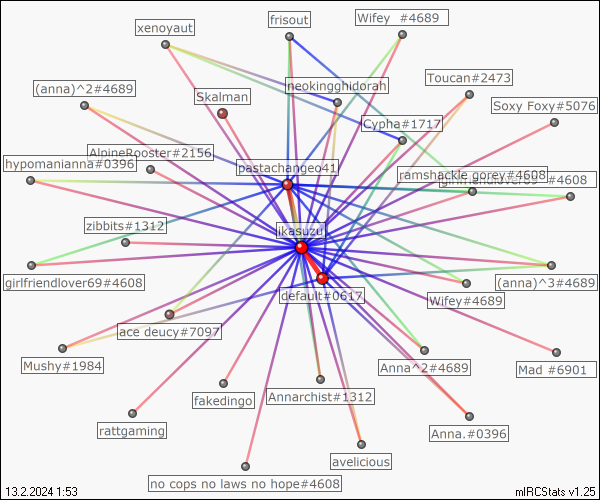 frisout
Wifey  #4689
xenoyaut
Toucan#2473
neokingghidorah
(anna)^2#4689
Skalman
Soxy Foxy#5076
Cypha#1717
AlpineRooster#2156
hypomanianna#0396
pastachangeo41
ramshackle gorey#4608
#4608
zibbits#1312
ikasuzu
girlfriendlover69#4608
(anna)^3#4689
default#0617
Wifey#4689
ace deucy#7097
Mushy#1984
Anna^2#4689
Mad  #6901
fakedingo
Annarchist#1312
rattgaming
Anna.#0396
avelicious
no cops no laws no hope#4608
13.2.2024 1:53
mIRCStats v1.25